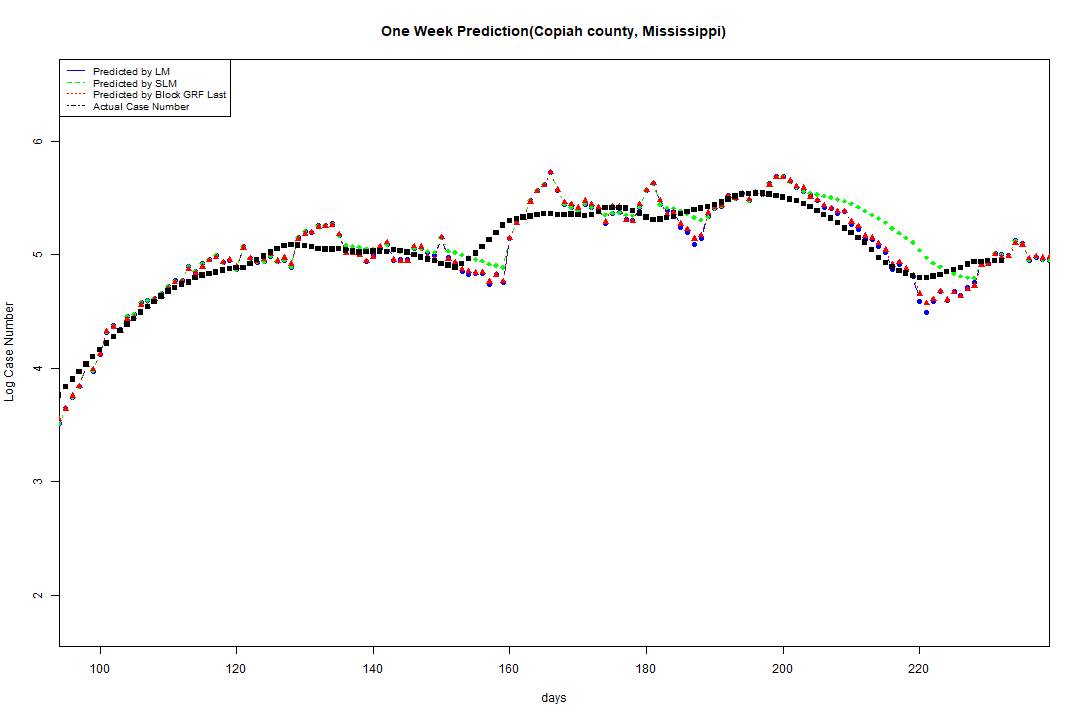 One Week Prediction(Copiah county, Mississippi)
Predicted by LM
Predicted by SLM
Predicted by Block GRF Last
Actual Case Number
6
5
4
3
2
Log Case Number
100 120 140 160 180 200 220
days